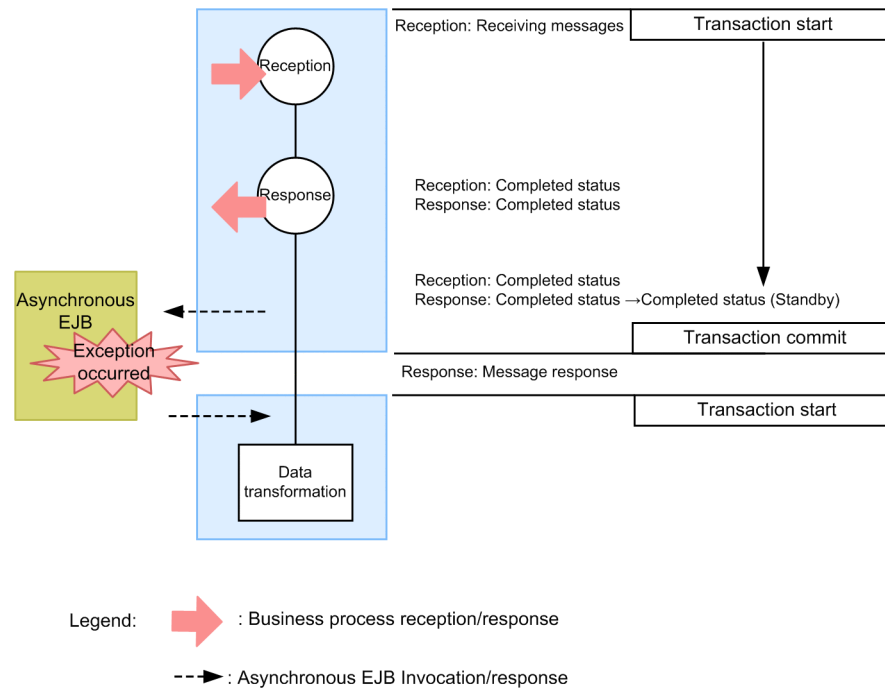 Reception: Receiving messages
Transaction start
Reception
Response
Reception: Completed status
Response: Completed status
Reception: Completed status
Response: Completed status →Completed status (Standby)
Asynchronous
EJB
Exception
occurred
Transaction commit
Response: Message response
Transaction start
Data
transformation
Legend:
: Business process reception/response
: Asynchronous EJB Invocation/response